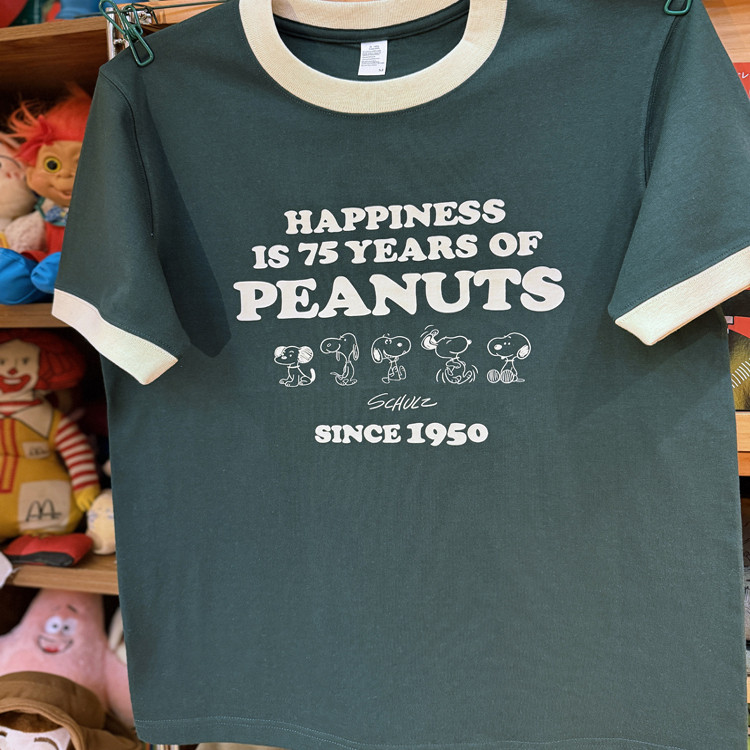 HAPPINESS
IS 75 YEARS OF
PEANUTS
SCHULZ
SINCE 1950